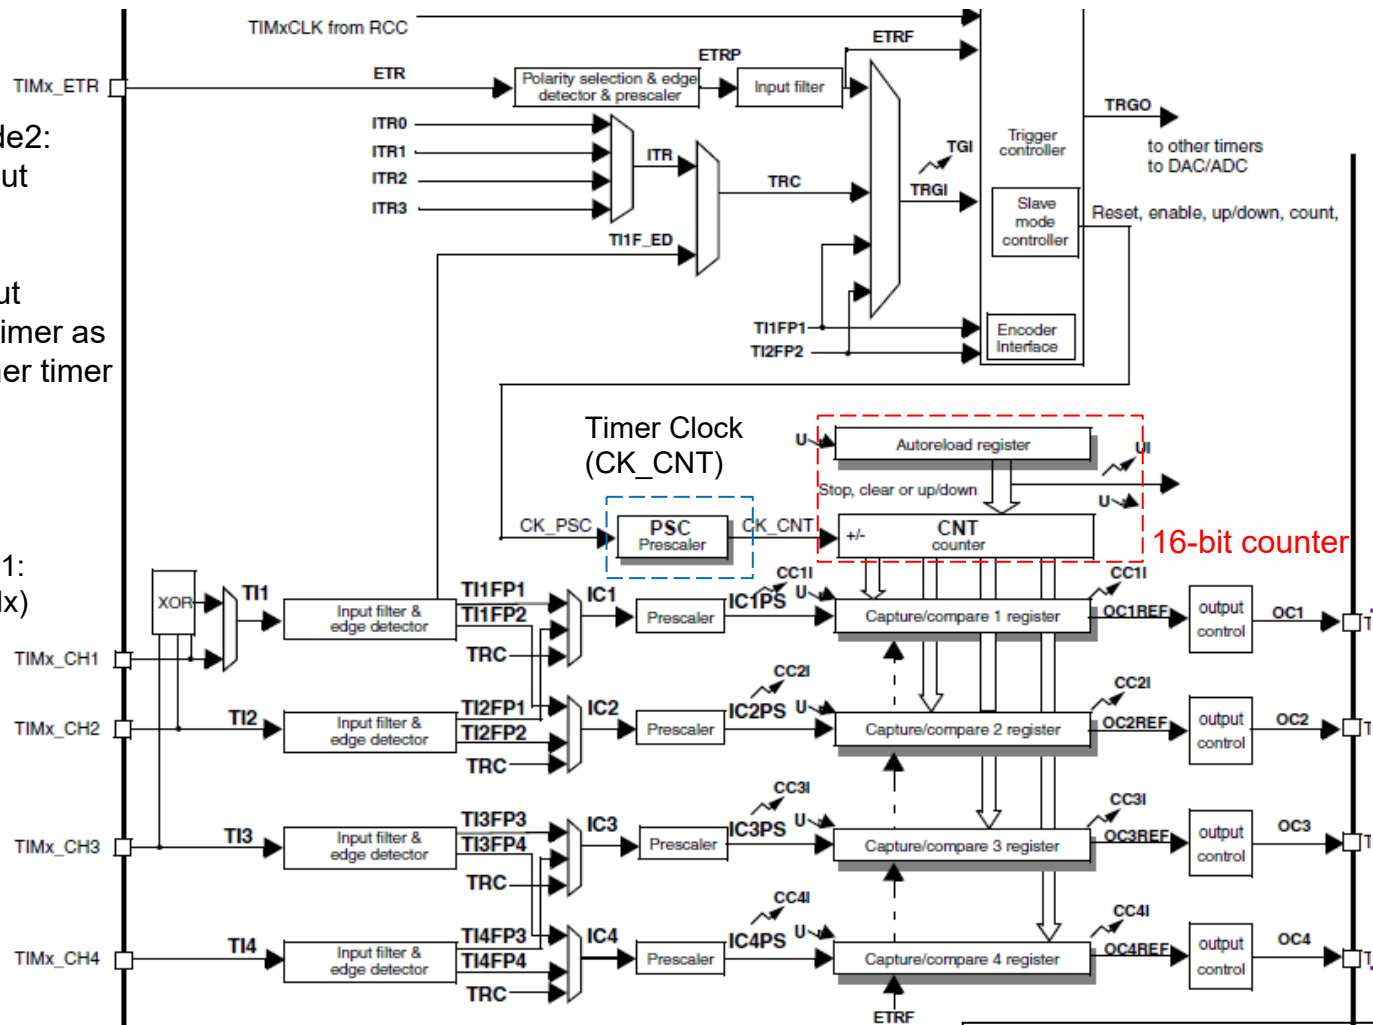 TIMxCLK from RCC
ETRF
ETRP
ETR
TIMx_ETR
Polarity selection & edge
detector & prescaler
Input filter
TRGO
de2:
ut
ITR0
ITR1
ITR2
ITR3
ITR
TRC
TI1F_ED
TGI
TRGI
Trigger
controller
to other timers
to DAC/ADC
Slave
mode
controller
Reset, enable, up/down, count,
ut
imer as
ner timer
TI1FP1
TI2FP2
Encoder
Interface
Timer Clock
(CK_CNT)
U
Autoreload register
UI
Stop, clear or up/down
U
CK_PSC
PSC
Prescaler
CK_CNT
+/-
CNT
counter
16-bit counter
1:
lx)
XOR
TI1
Input filter &
edge detector
TI1FP1
TI1FP2
TRC
IC1
Prescaler
CC1I
U
IC1PS
Capture/compare 1 register
CC1I
OC1REF
output
control
OC1
TIMx_CH1
TIMx_CH2
TI2
Input filter &
edge detector
TI2FP1
TI2FP2
TRC
IC2
Prescaler
CC2I
U
IC2PS
Capture/compare 2 register
CC2I
OC2REF
output
control
OC2
TIMx_CH3
TI3
Input filter &
edge detector
TI3FP3
TI3FP4
TRC
IC3
Prescaler
CC3I
U
IC3PS
Capture/compare 3 register
CC3I
OC3REF
output
control
OC3
TIMx_CH4
TI4
Input filter &
edge detector
TI4FP3
TI4FP4
TRC
IC4
Prescaler
CC4I
U
IC4PS
Capture/compare 4 register
CC4I
OC4REF
output
control
OC4
ETRF